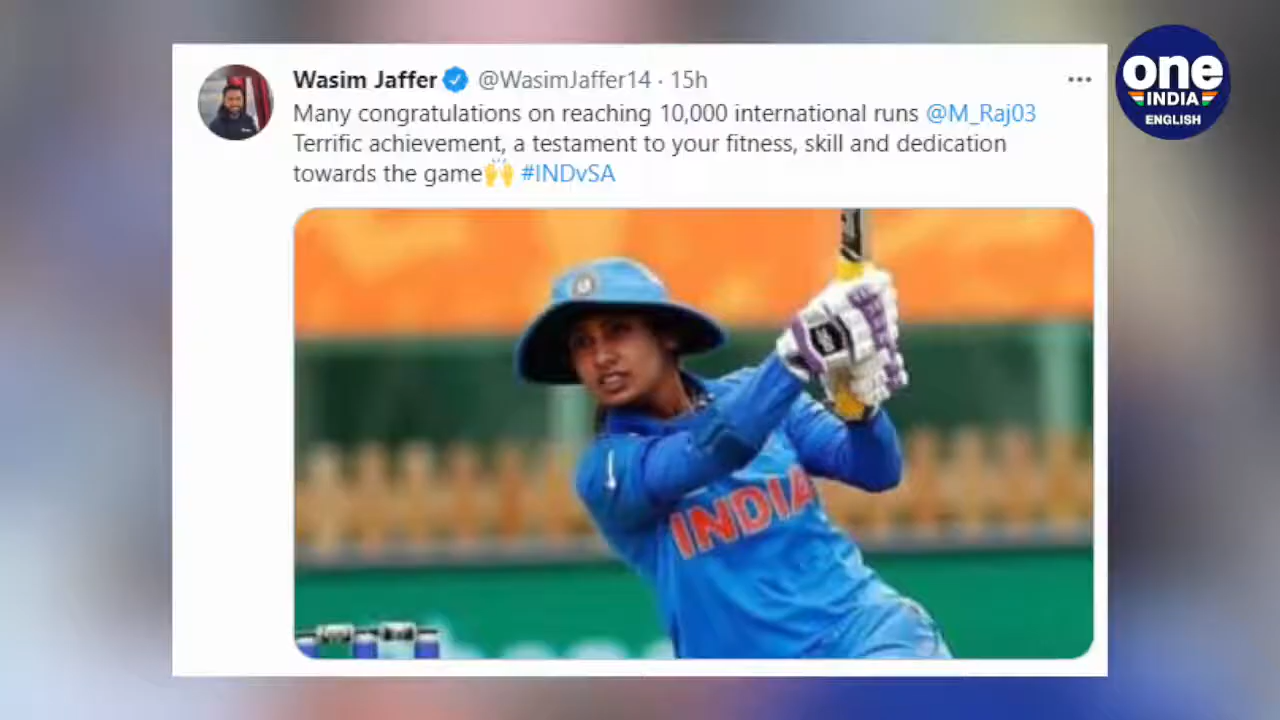 Wasim Jaffer @WasimJaffer14 · 15h
Many congratulations on reaching 10,000 international runs @M_Raj03
Terrific achievement, a testament to your fitness, skill and dedication
towards the game🙌 #INDvSA
one
INDIA
ENGLISH
INDIA